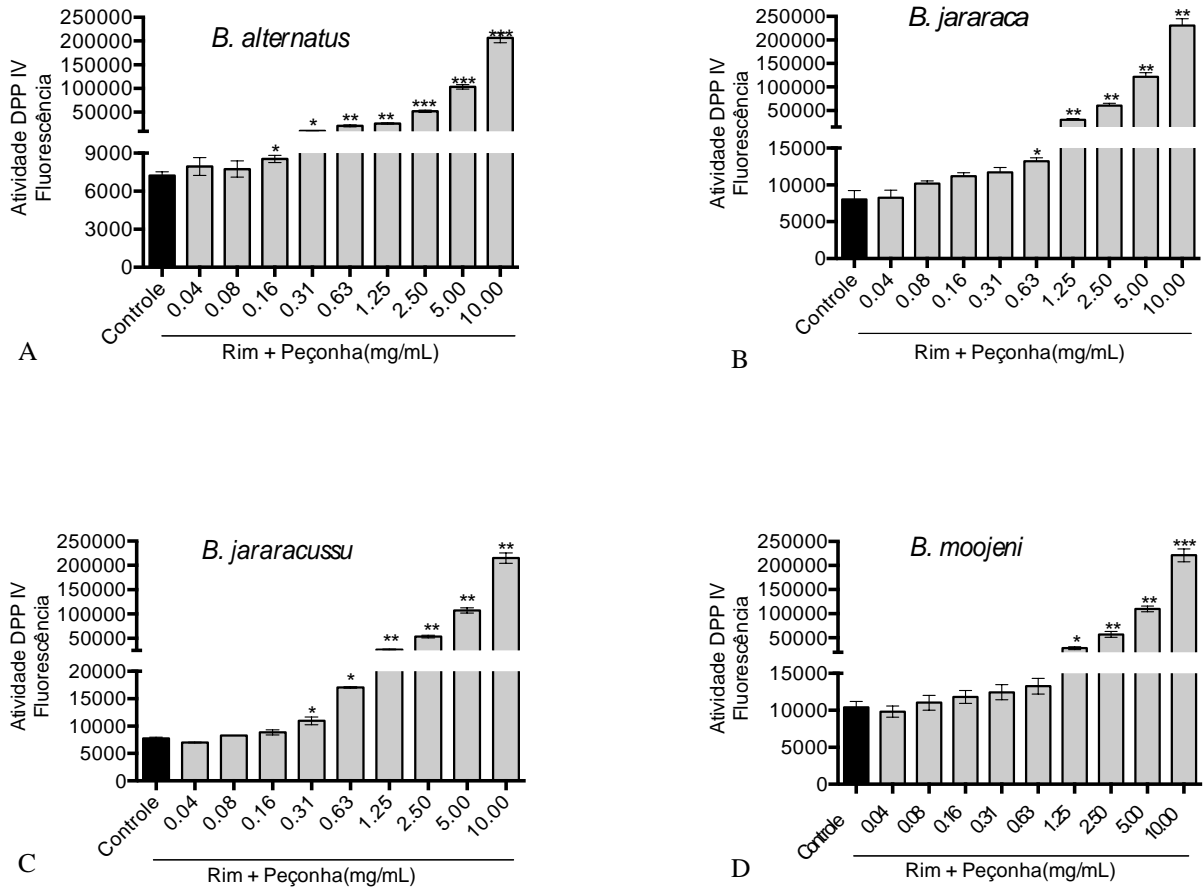 B. alternatus
Atividade DPP IV
Fluorescência
250000
200000
150000
100000
50000
9000
6000
3000
0
* * ** ** *** *** ***
Controle 0.04 0.08 0.16 0.31 0.63 1.25 2.50 5.00 10.00
Rim + Peçonha(mg/mL)
A
B. jararaca
Atividade DPP IV
Fluorescência
250000
200000
150000
100000
50000
15000
10000
5000
0
* ** ** ** **
Controle 0.04 0.08 0.16 0.31 0.63 1.25 2.50 5.00 10.00
Rim + Peçonha(mg/mL)
B
B. jararacussu
Atividade DPP IV
Fluorescência
250000
200000
150000
100000
50000
20000
15000
10000
5000
0
* * ** ** ** **
Controle 0.04 0.08 0.16 0.31 0.63 1.25 2.50 5.00 10.00
Rim + Peçonha(mg/mL)
C
B. moojeni
Atividade DPP IV
Fluorescência
250000
200000
150000
100000
50000
15000
10000
5000
0
* ** ** ***
Controle 0.04 0.08 0.16 0.31 0.63 1.25 2.50 5.00 10.00
Rim + Peçonha(mg/mL)
D